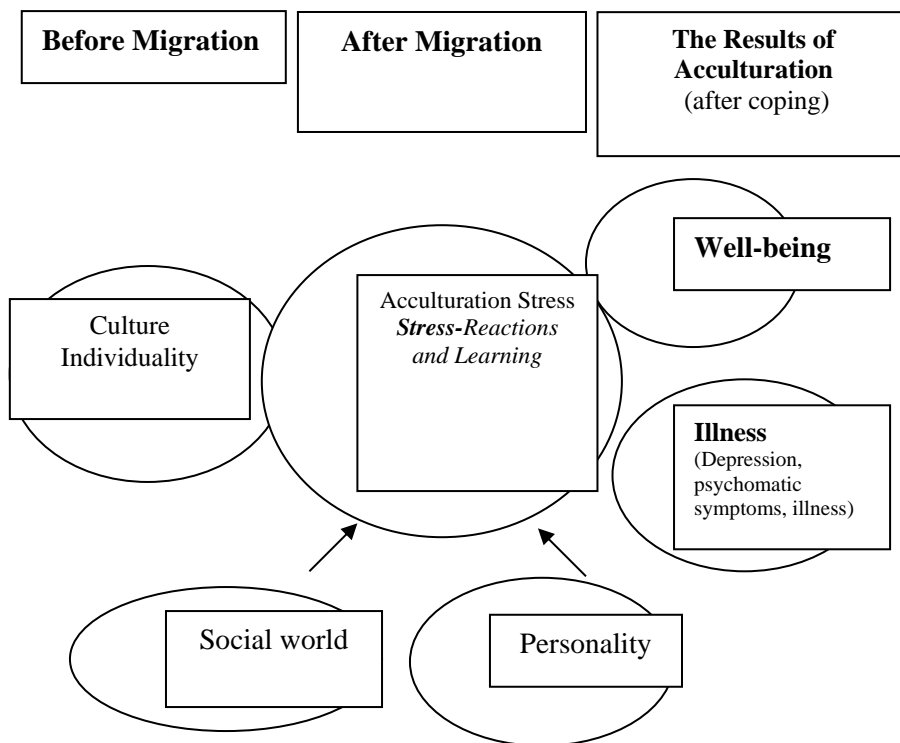 Before Migration
After Migration
The Results of
Acculturation
(after coping)
Well-being
Culture
Individuality
Acculturation Stress
Stress-Reactions
and Learning
Illness
(Depression,
psychomatic
symptoms, illness)
Social world
Personality